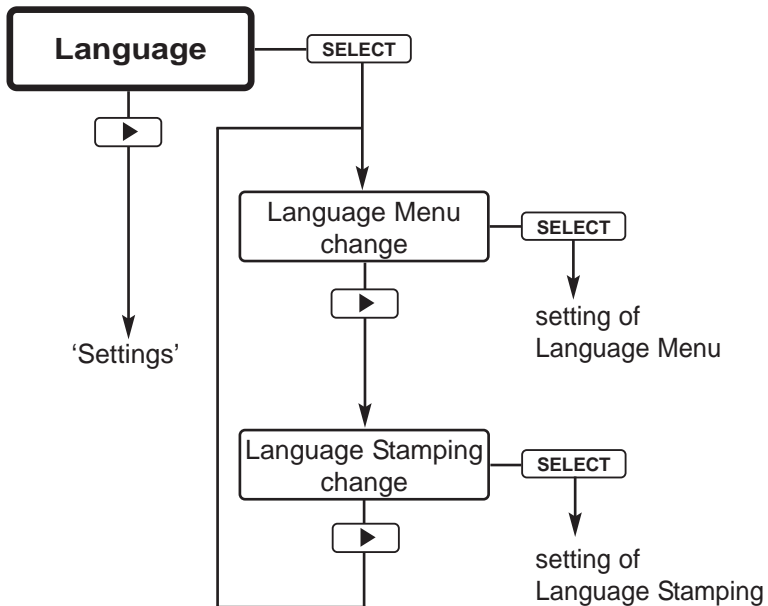 Language
SELECT
Language Menu
change
SELECT
setting of
Language Menu
‘Settings’
Language Stamping
change
SELECT
setting of
Language Stamping